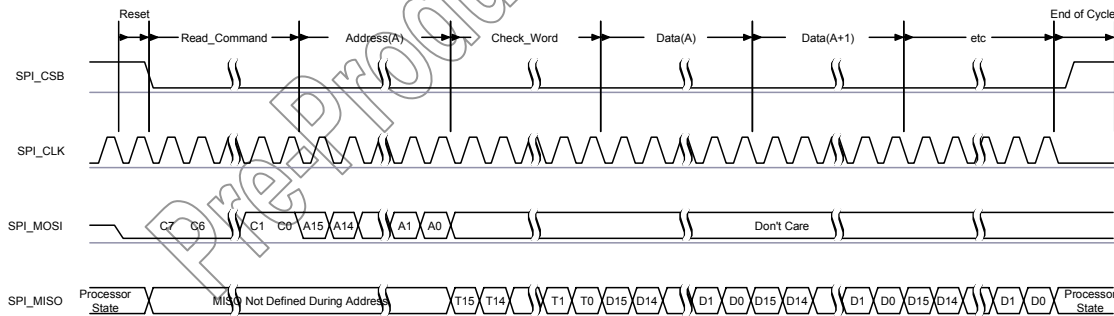 Reset
End of Cycle
Read_Command
Address(A)
Check_Word
Data(A)
Data(A+1)
etc
SPI_CSB
SPI_CLK
SPI_MOSI
C7 C6 C1 C0 A15 A14 A1 A0 Don't Care
SPI_MISO
Processor State
MISO Not Defined During Address
T15 T14 T1 T0 D15 D14 D1 D0 D15 D14 D1 D0 D15 D14 D1 D0
Processor State
Pre-Produ